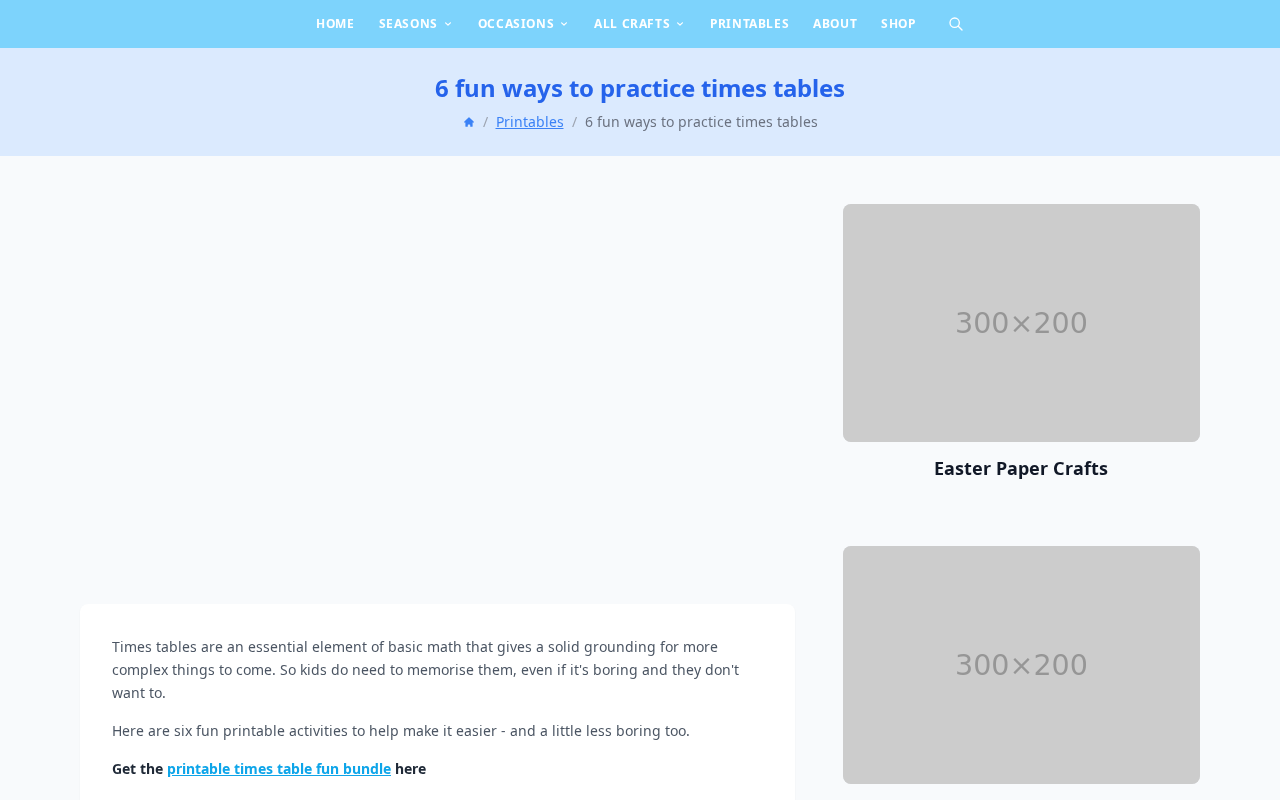 HOME SEASONS OCCASIONS ALL CRAFTS PRINTABLES ABOUT SHOP
6 fun ways to practice times tables
/ Printables / 6 fun ways to practice times tables
300×200
Easter Paper Crafts
300×200
Times tables are an essential element of basic math that gives a solid grounding for more
complex things to come. So kids do need to memorise them, even if it's boring and they don't
want to.
Here are six fun printable activities to help make it easier - and a little less boring too.
Get the printable times table fun bundle here